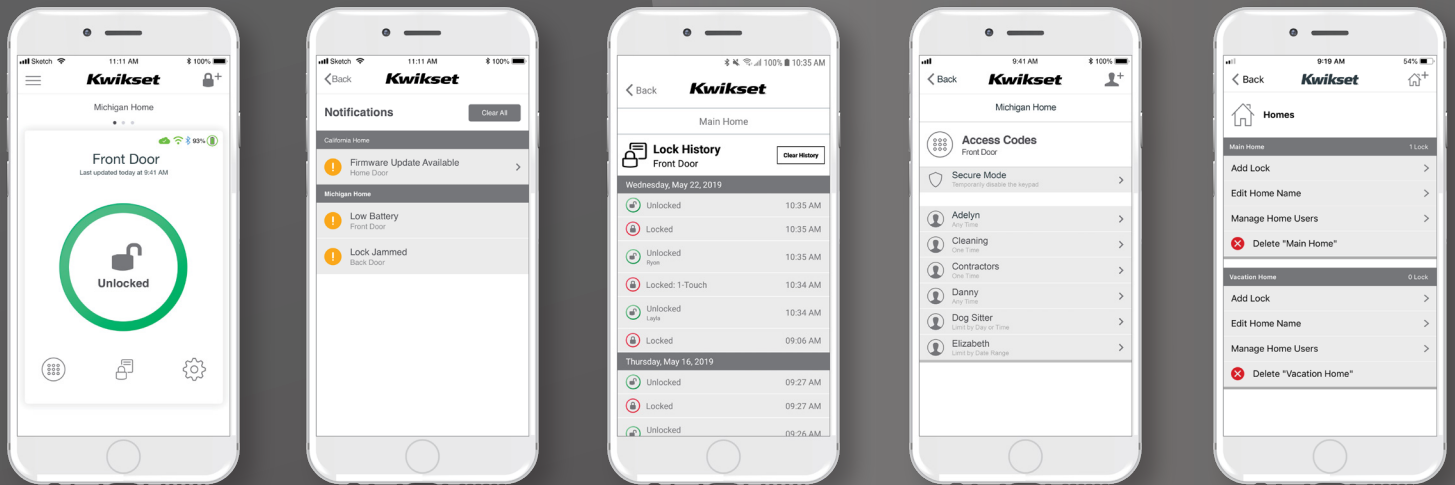 Sketch 11:11 AM 100%
Kwikset
Michigan Home
93%
Front Door
Last updated today at 9:41 AM
Unlocked
Sketch 11:11 AM 100%
Back Kwikset
Notifications Clear All
California Home
Firmware Update Available
Home Door
Michigan Home
Low Battery
Front Door
Lock Jammed
Back Door
100% 10:35 AM
Back Kwikset
Main Home
Lock History
Front Door
Clear History
Wednesday, May 22, 2019
Unlocked 10:35 AM
Locked 10:35 AM
Unlocked 10:35 AM
Ryon
Locked: 1-Touch 10:34 AM
Unlocked 10:34 AM
Layla
Locked 09:06 AM
Thursday, May 16, 2019
Unlocked 09:27 AM
Locked 09:27 AM
Unlocked 09:26 AM
9:41 AM 100%
Back Kwikset
Michigan Home
Access Codes
Front Door
Secure Mode
Temporarily disable the keypad
Adelyn
Any Time
Cleaning
One Time
Contractors
One Time
Danny
Any Time
Dog Sitter
Limit by Day or Time
Elizabeth
Limit by Date Range
9:19 AM 54%
Back Kwikset
Homes
Main Home 1 Lock
Add Lock
Edit Home Name
Manage Home Users
Delete "Main Home"
Vacation Home 0 Lock
Add Lock
Edit Home Name
Manage Home Users
Delete "Vacation Home"